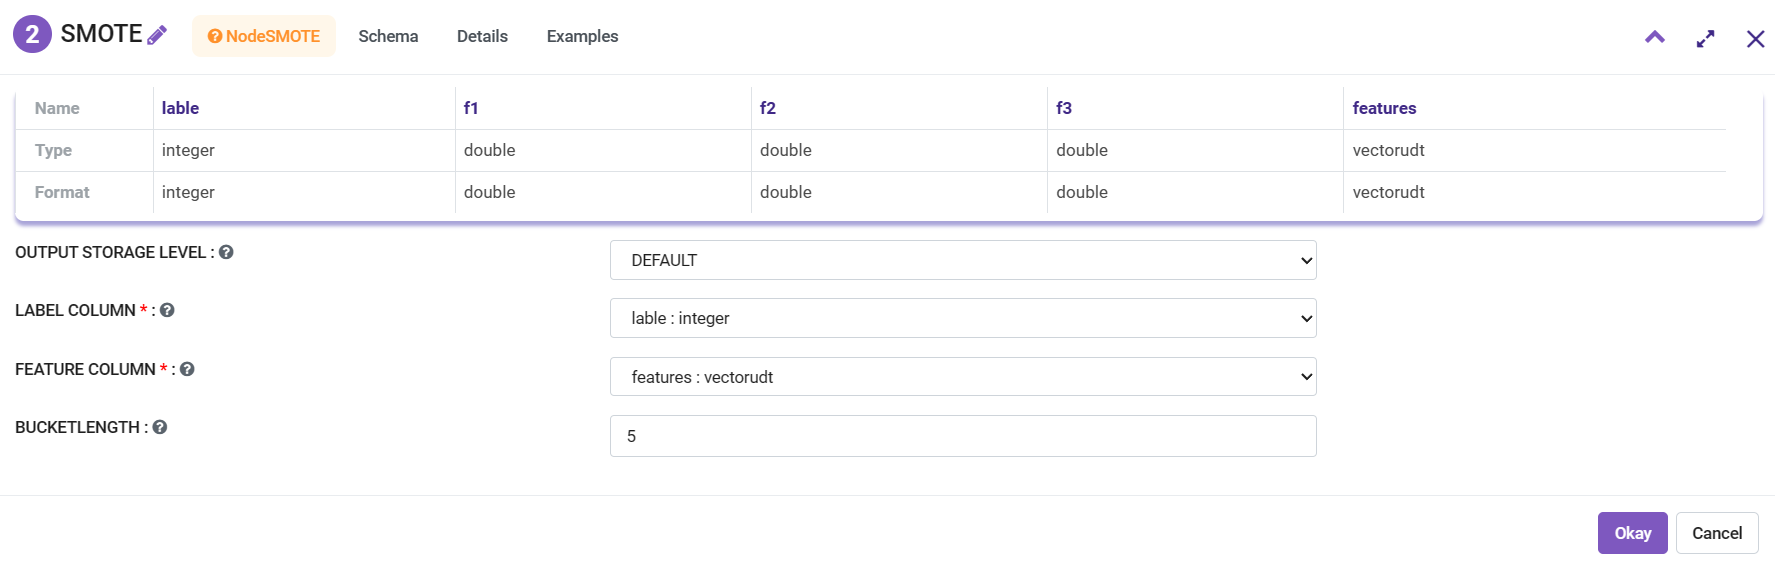 2 SMOTE NodeSMOTE Schema Details Examples
Name lable f1 f2 f3 features
Type integer double double double vectorudt
Format integer double double double vectorudt
OUTPUT STORAGE LEVEL : DEFAULT
LABEL COLUMN * : lable : integer
FEATURE COLUMN * : features : vectorudt
BUCKETLENGTH : 5
Okay Cancel